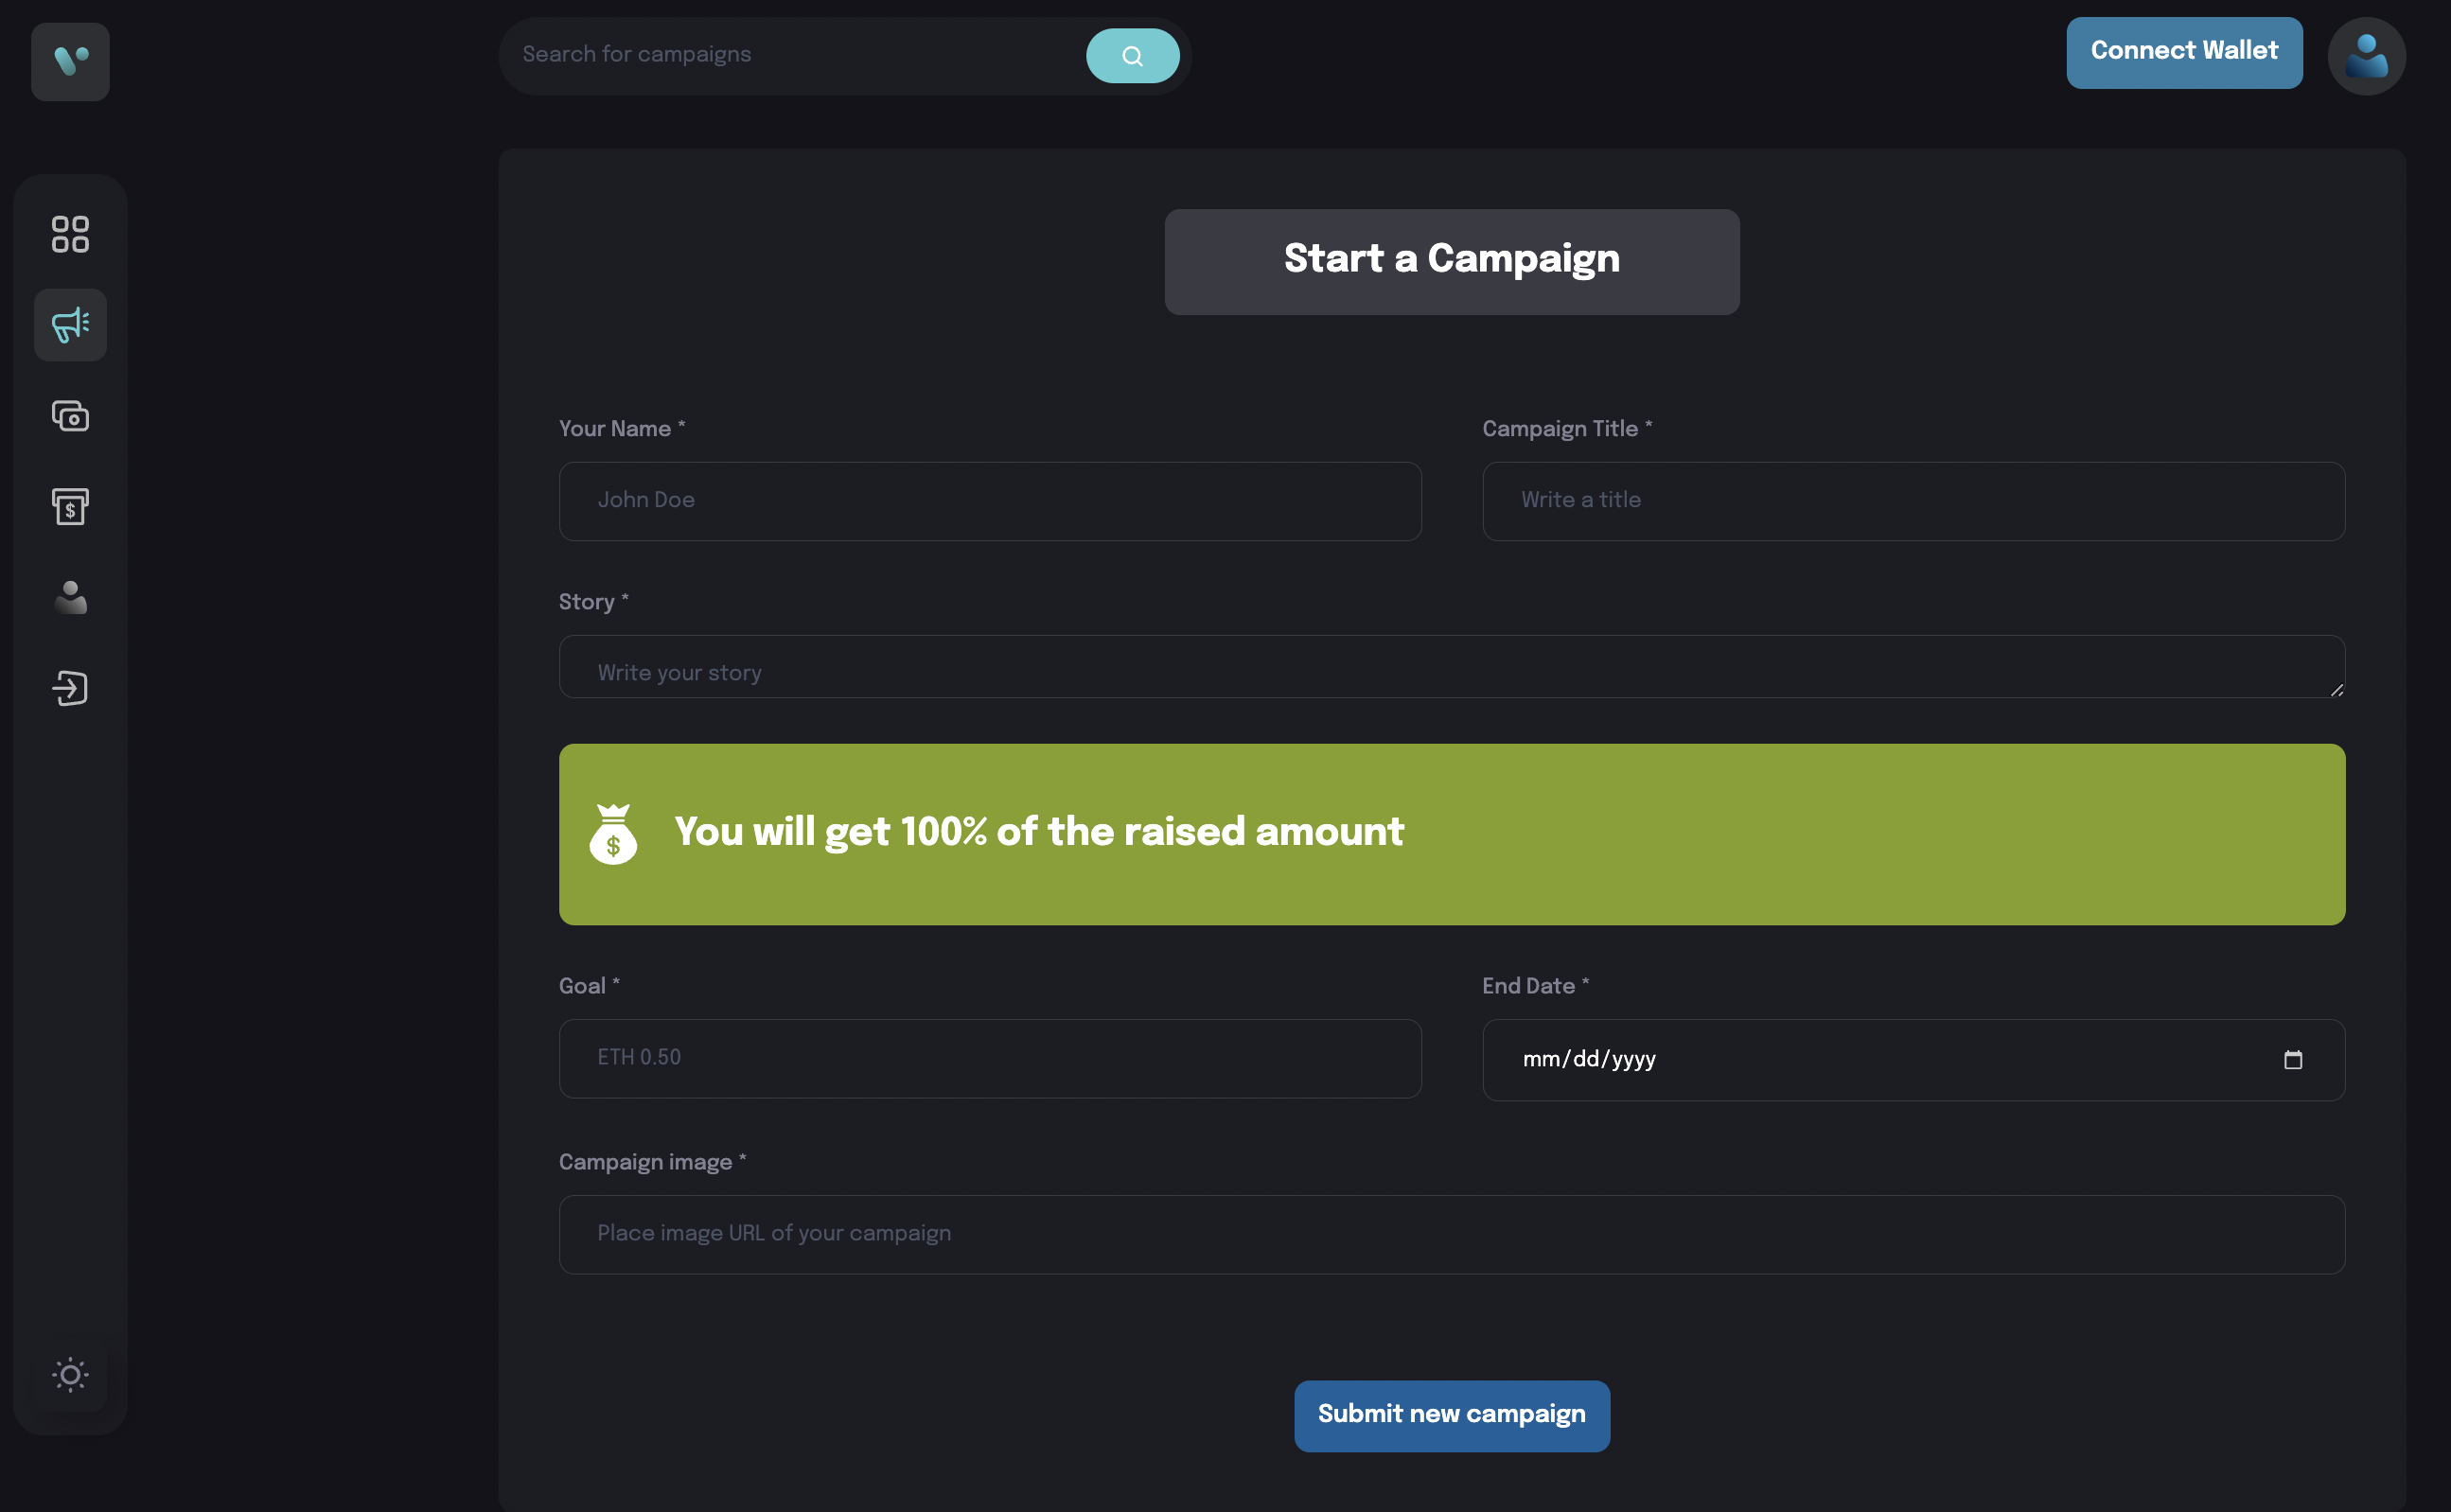 Search for campaigns
Connect Wallet
Start a Campaign
Your Name *
Campaign Title *
John Doe
Write a title
Story *
Write your story
$
$
You will get 100% of the raised amount
Goal *
End Date *
ETH 0.50
mm/dd/yyyy
Campaign image *
Place image URL of your campaign
Submit new campaign